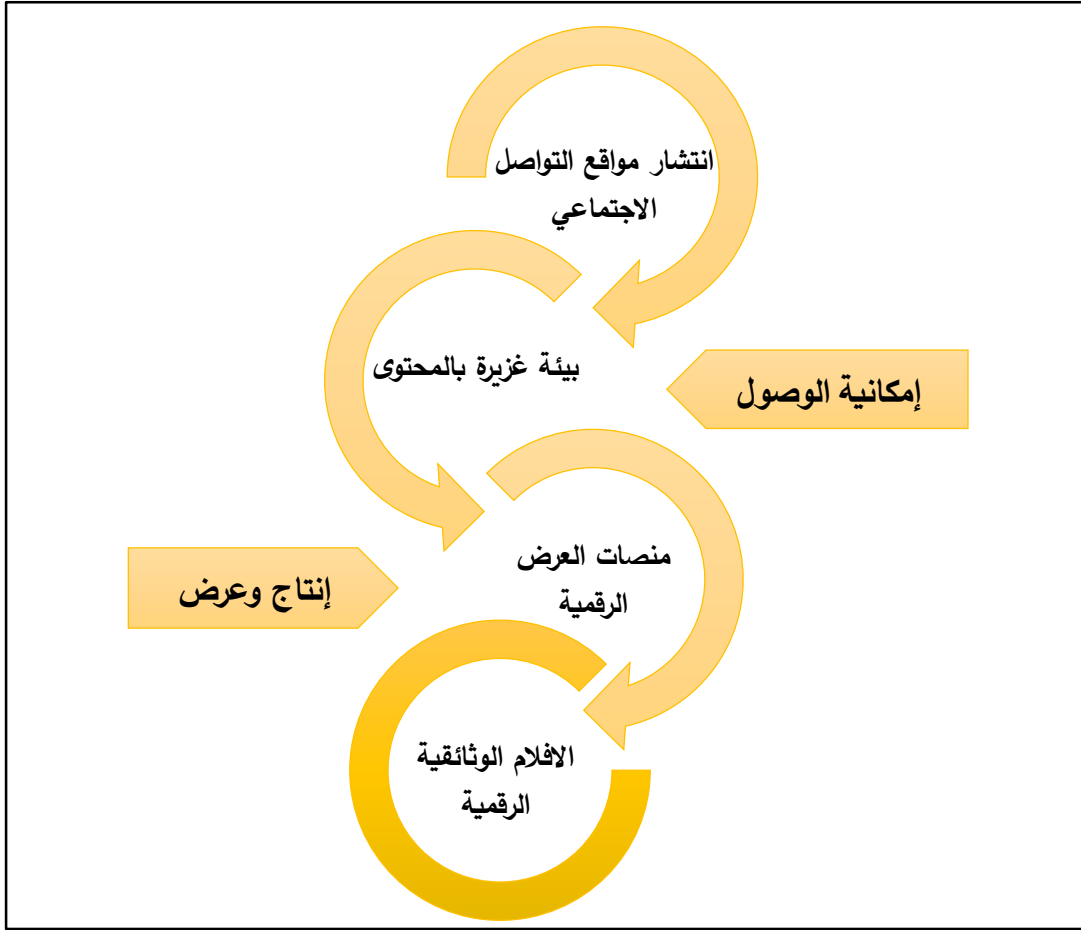 انتشار مواقع التواصل
الاجتماعي
بيئة غزيرة بالمحتوى
إمكانية الوصول
منصات العرض
الرقمية
إنتاج وعرض
الافلام الوثائقية
الرقمية